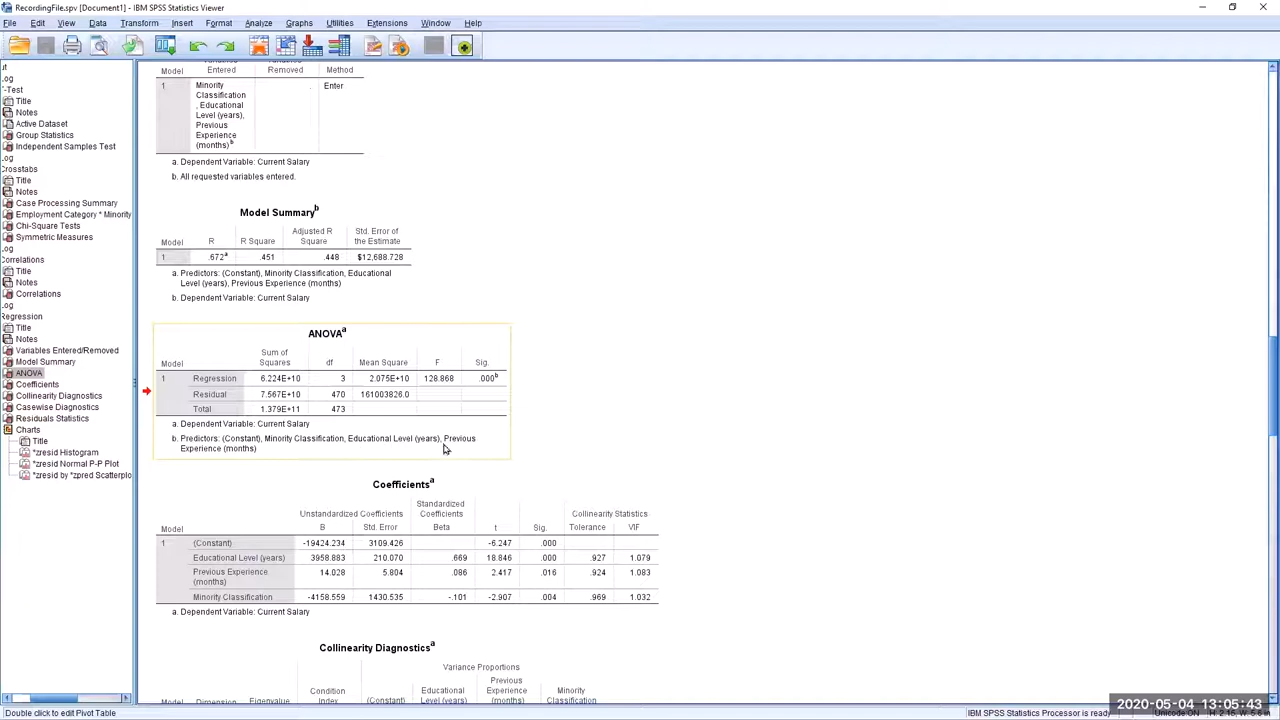 RecordingFile.spv [Document1] - IBM SPSS Statistics Viewer
File Edit View Data Transform Insert Format Analyze Graphs Utilities Extensions Window Help
ut
Log
T-Test
Title
Notes
Active Dataset
Group Statistics
Independent Samples Test
Log
Crosstabs
Title
Notes
Case Processing Summary
Employment Category * Minority
Chi-Square Tests
Symmetric Measures
Log
Correlations
Title
Notes
Correlations
Log
Regression
Title
Notes
Variables Entered/Removed
Model Summary
ANOVA
Coefficients
Collinearity Diagnostics
Casewise Diagnostics
Residuals Statistics
Charts
Title
*zresid Histogram
*zresid Normal P-P Plot
*zresid by *zpred Scatterplo
Model Entered Removed Method
1 Minority Classification , Educational Level (years), Previous Experience (months)b . Enter
a. Dependent Variable: Current Salary
b. All requested variables entered.
Model Summaryb
Model R R Square Adjusted R Square Std. Error of the Estimate
1 .672a .451 .448 $12,688.728
a. Predictors: (Constant), Minority Classification, Educational
Level (years), Previous Experience (months)
b. Dependent Variable: Current Salary
ANOVAa
Model Sum of Squares df Mean Square F Sig.
1 Regression 6.224E+10 3 2.075E+10 128.868 .000b
Residual 7.567E+10 470 161003826.0
Total 1.379E+11 473
a. Dependent Variable: Current Salary
b. Predictors: (Constant), Minority Classification, Educational Level (years), Previous
Experience (months)
Coefficientsa
Unstandardized Coefficients Standardized Coefficients Collinearity Statistics
Model B Std. Error Beta t Sig. Tolerance VIF
1 (Constant) -19424.234 3109.426 -6.247 .000
Educational Level (years) 3958.883 210.070 .669 18.846 .000 .927 1.079
Previous Experience (months) 14.028 5.804 .086 2.417 .016 .924 1.083
Minority Classification -4158.559 1430.535 -.101 -2.907 .004 .969 1.032
a. Dependent Variable: Current Salary
Collinearity Diagnosticsa
Variance Proportions
Model Dimension Eigenvalue Condition Index (Constant) Educational Level (years) Previous Experience (months) Minority Classification
2020-05-04 13:05:43
Double click to edit Pivot Table
IBM SPSS Statistics Processor is ready